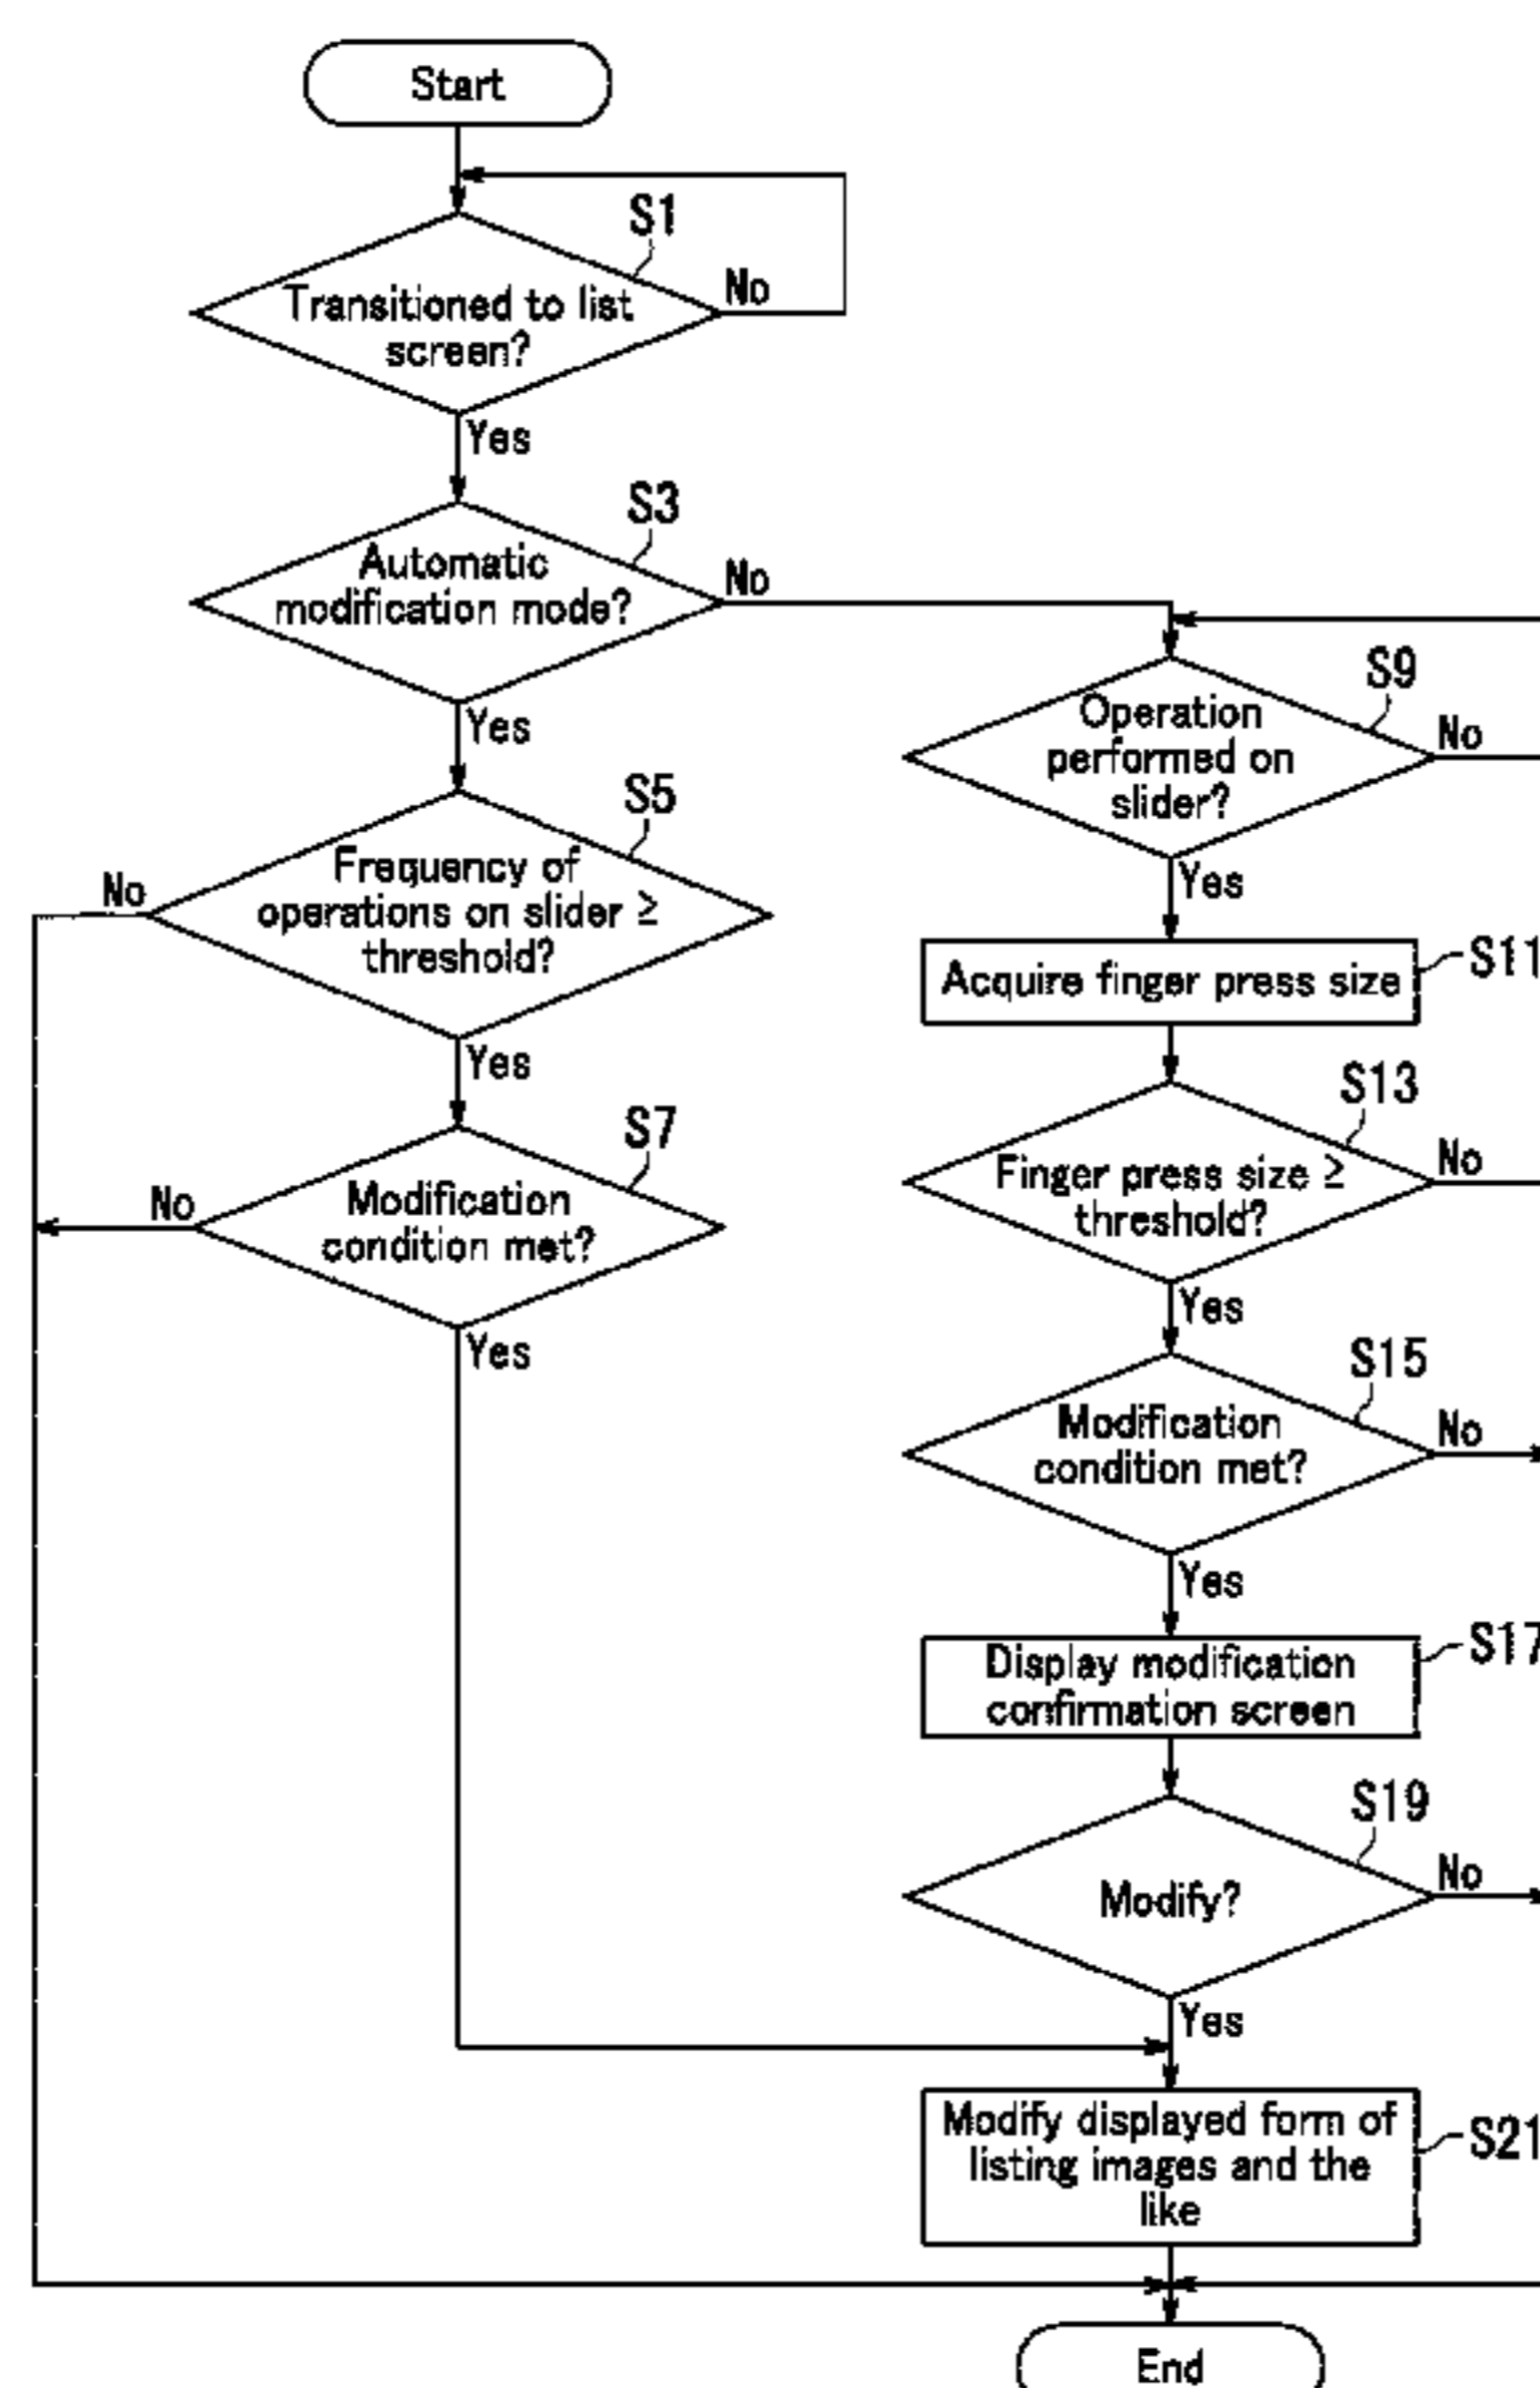 Start
S1
Transitioned to list
screen?
No
Yes
S3
Automatic
modification mode?
No
Yes
S5
Frequency of
operations on slider ≥
threshold?
No
Yes
S7
Modification
condition met?
No
Yes
S9
Operation
performed on
slider?
No
Yes
Acquire finger press size
S11
S13
Finger press size ≥
threshold?
No
Yes
S15
Modification
condition met?
No
Yes
Display modification
confirmation screen
S17
S19
Modify?
No
Yes
Modify displayed form of
listing images and the
like
S21
End